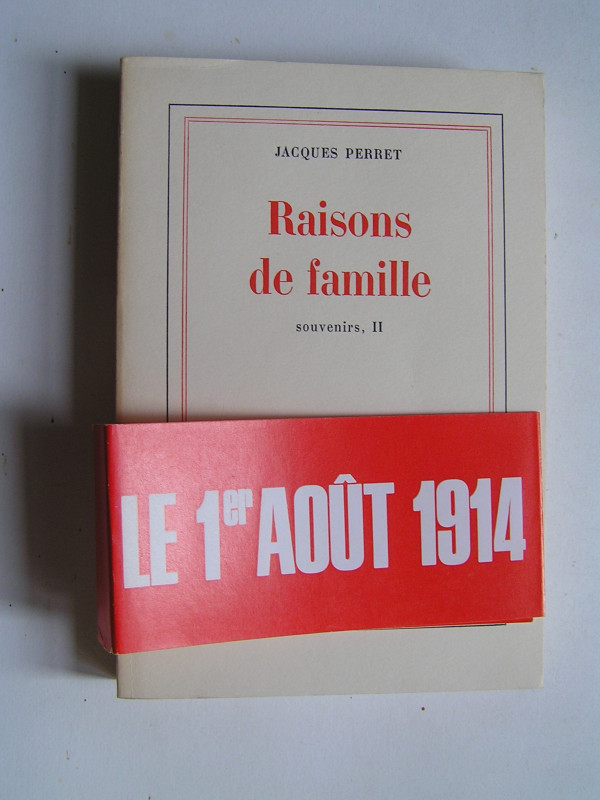 JACQUES PERRET
Raisons
de famille
souvenirs, II
LE 1er AOÛT 1914